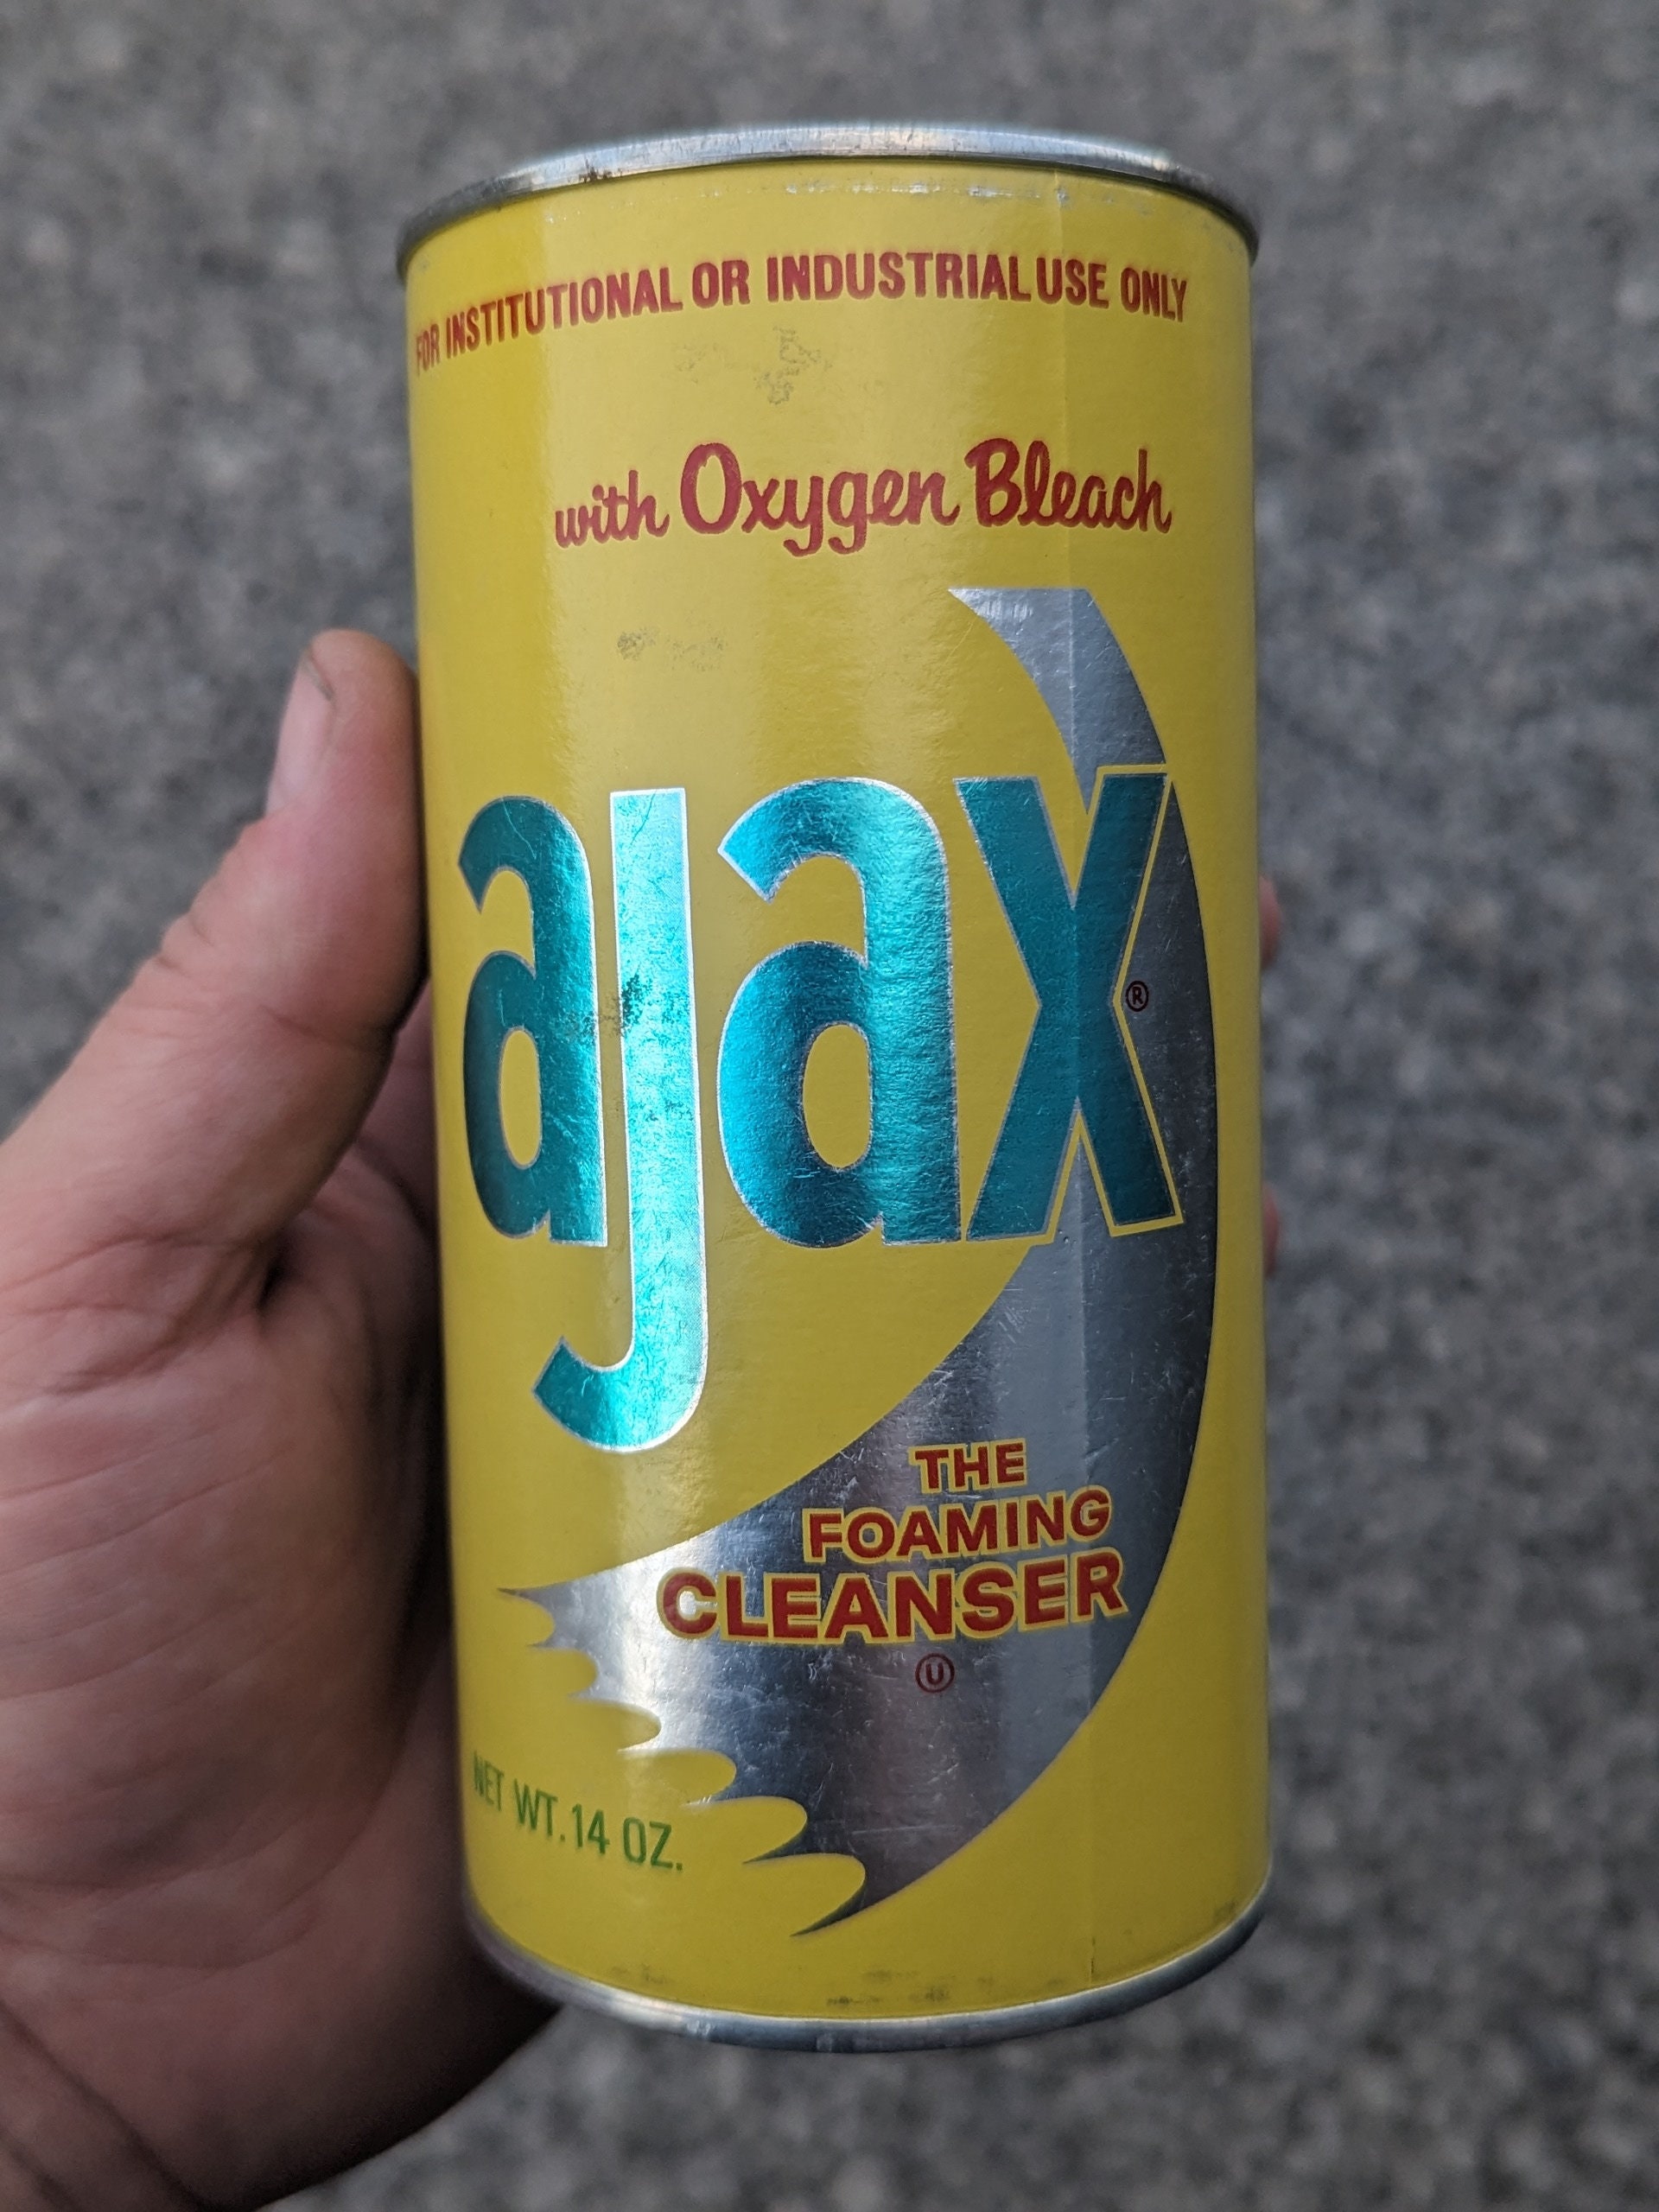 FOR INSTITUTIONAL OR INDUSTRIAL USE ONLY
with Oxygen Bleach
ajax®
THE
FOAMING
CLEANSER
Ⓤ
NET WT. 14 OZ.